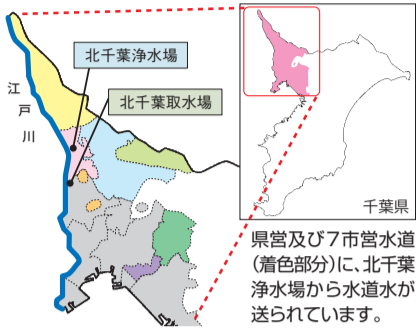 北千葉浄水場
北千葉取水場
江戸川
千葉県
県営及び7市営水道
(着色部分)に、北千葉
浄水場から水道水が
送られています。